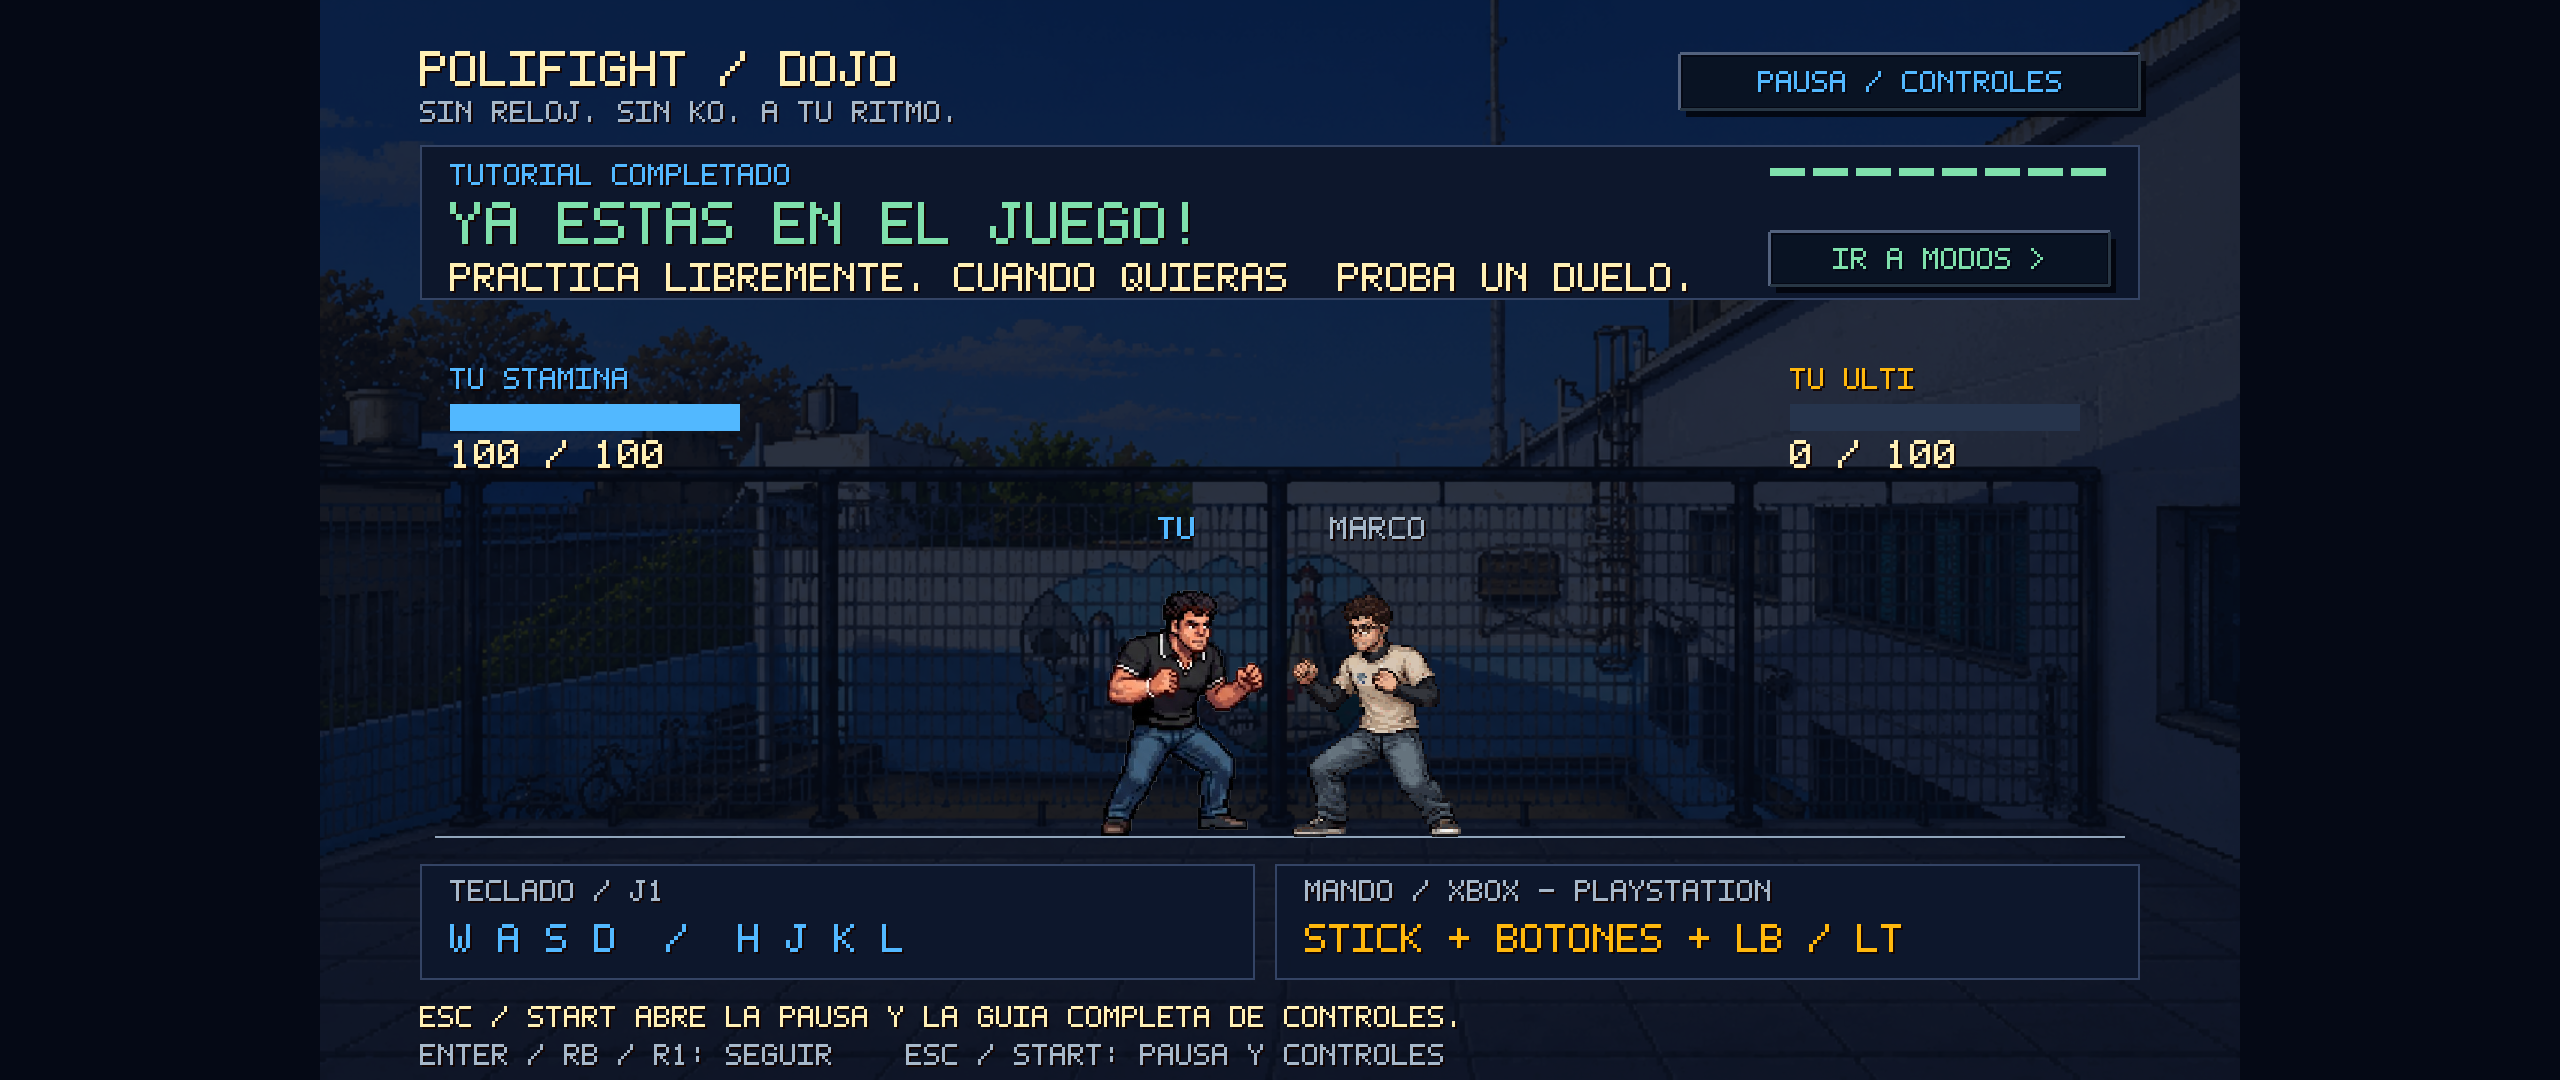 POLIFIGHT / DOJO
PAUSA / CONTROLES
SIN RELOJ. SIN KO. A TU RITMO.
TUTORIAL COMPLETADO
YA ESTAS EN EL JUEGO!
IR A MODOS >
PRACTICA LIBREMENTE. CUANDO QUIERAS  PROBA UN DUELO.
TU STAMINA
100 / 100
TU ULTI
0 / 100
TU
MARCO
TECLADO / J1
W A S D / H J K L
MANDO / XBOX - PLAYSTATION
STICK + BOTONES + LB / LT
ESC / START ABRE LA PAUSA Y LA GUIA COMPLETA DE CONTROLES.
ENTER / RB / R1: SEGUIR    ESC / START: PAUSA Y CONTROLES